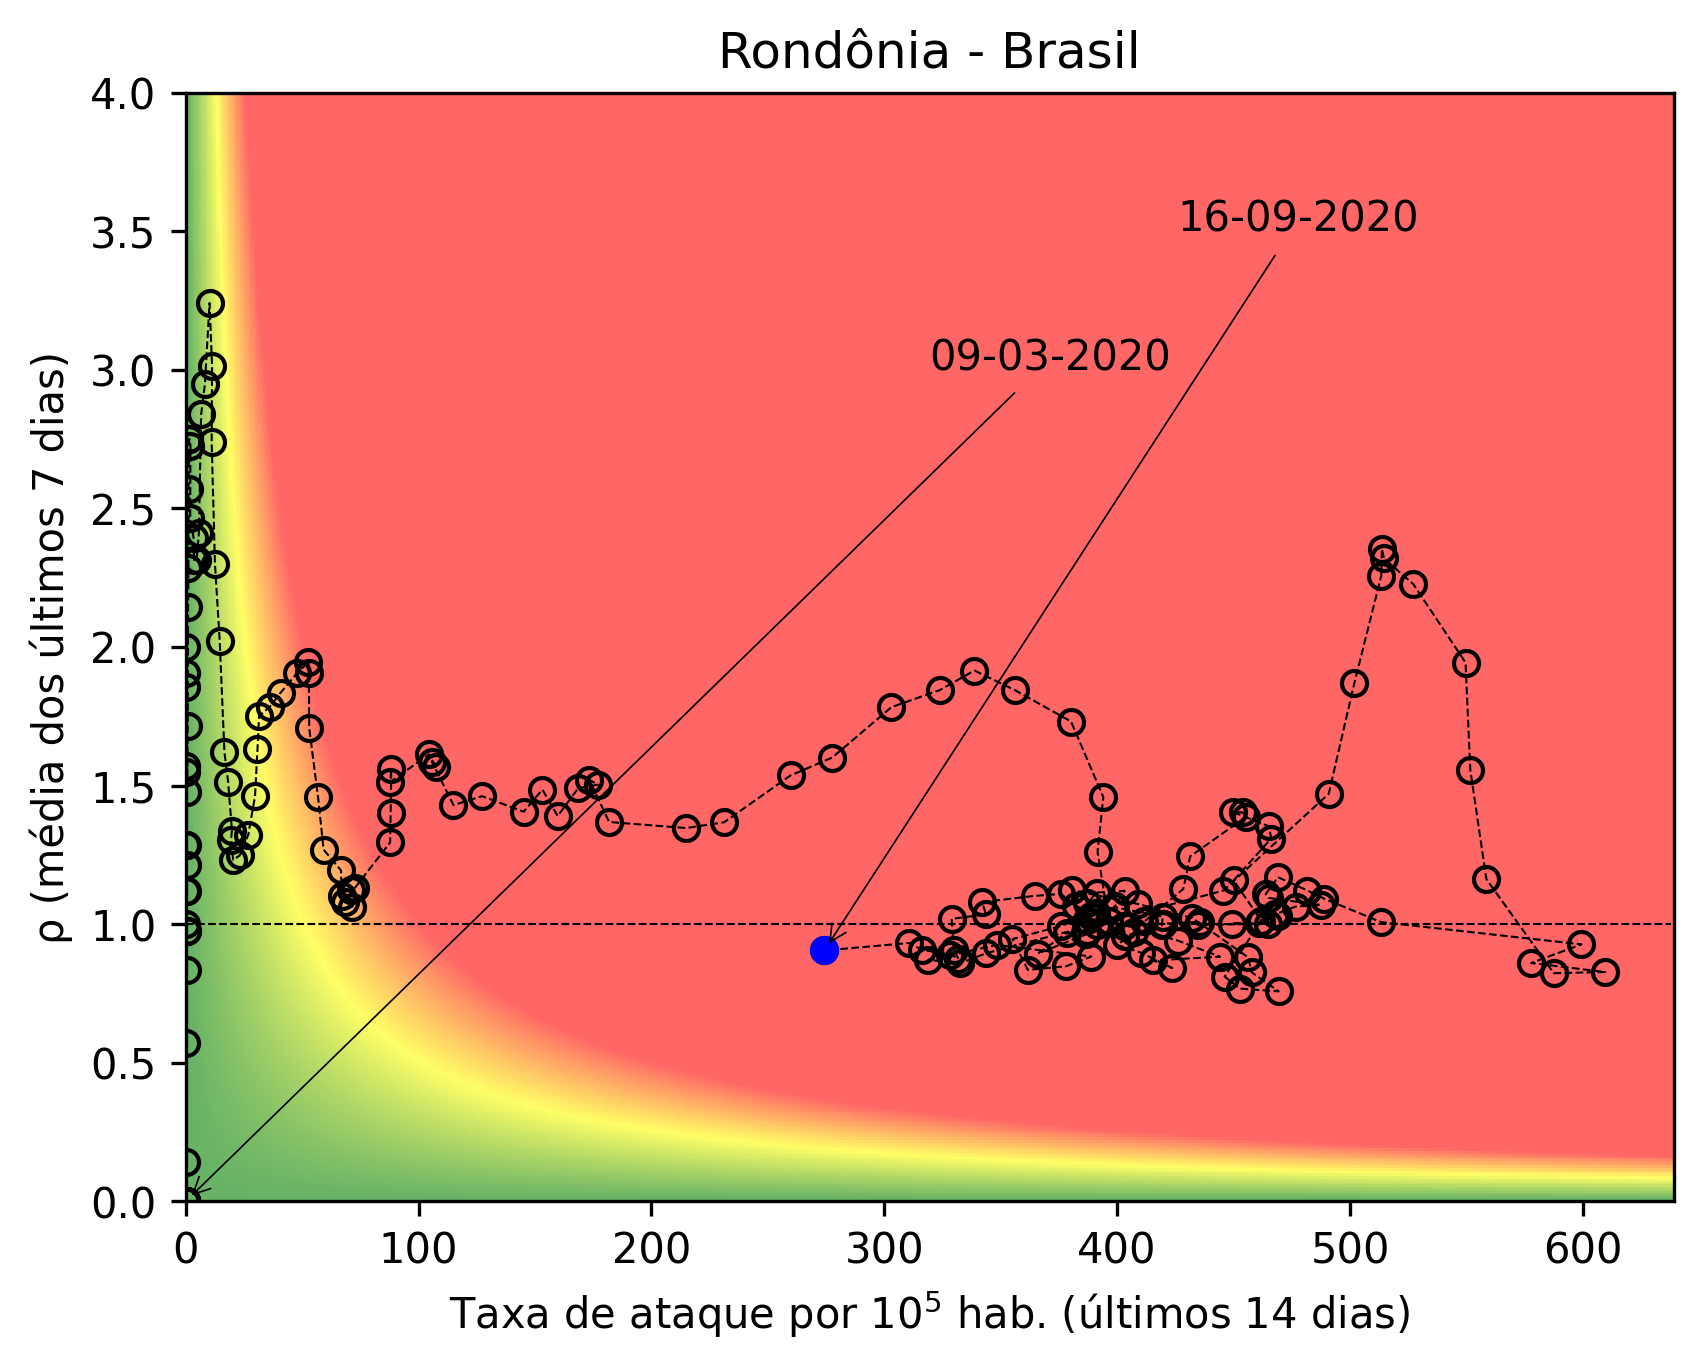 Rondônia - Brasil
4.0
3.5
3.0
2.5
2.0
1.5
1.0
0.5
0.0
ρ (média dos últimos 7 dias)
16-09-2020
09-03-2020
0 100 200 300 400 500 600
Taxa de ataque por 10⁵ hab. (últimos 14 dias)